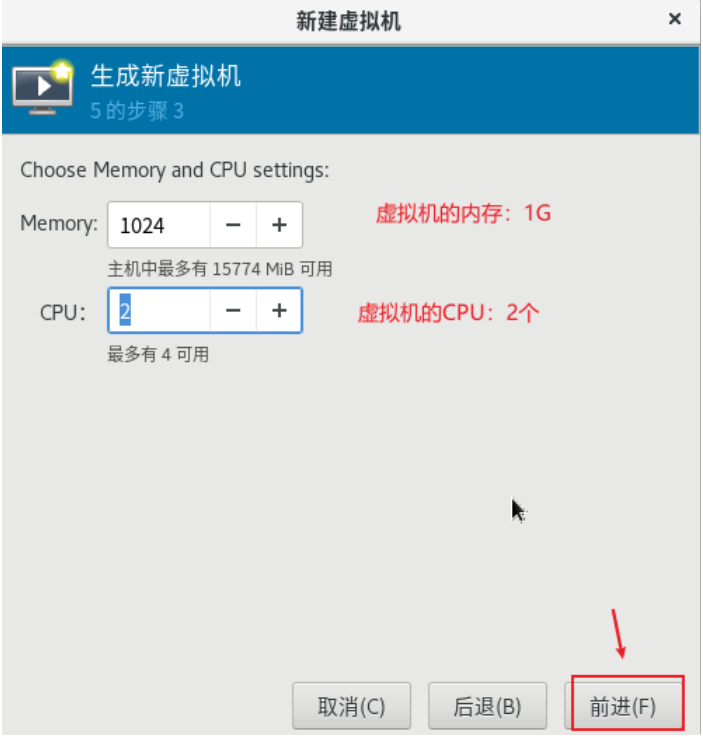 新建虚拟机 ×
生成新虚拟机
5 的步骤 3
Choose Memory and CPU settings:
Memory: 1024 − +
虚拟机的内存：1G
主机中最多有 15774 MiB 可用
CPU： 2 − +
虚拟机的CPU：2个
最多有 4 可用
取消(C) 后退(B) 前进(F)